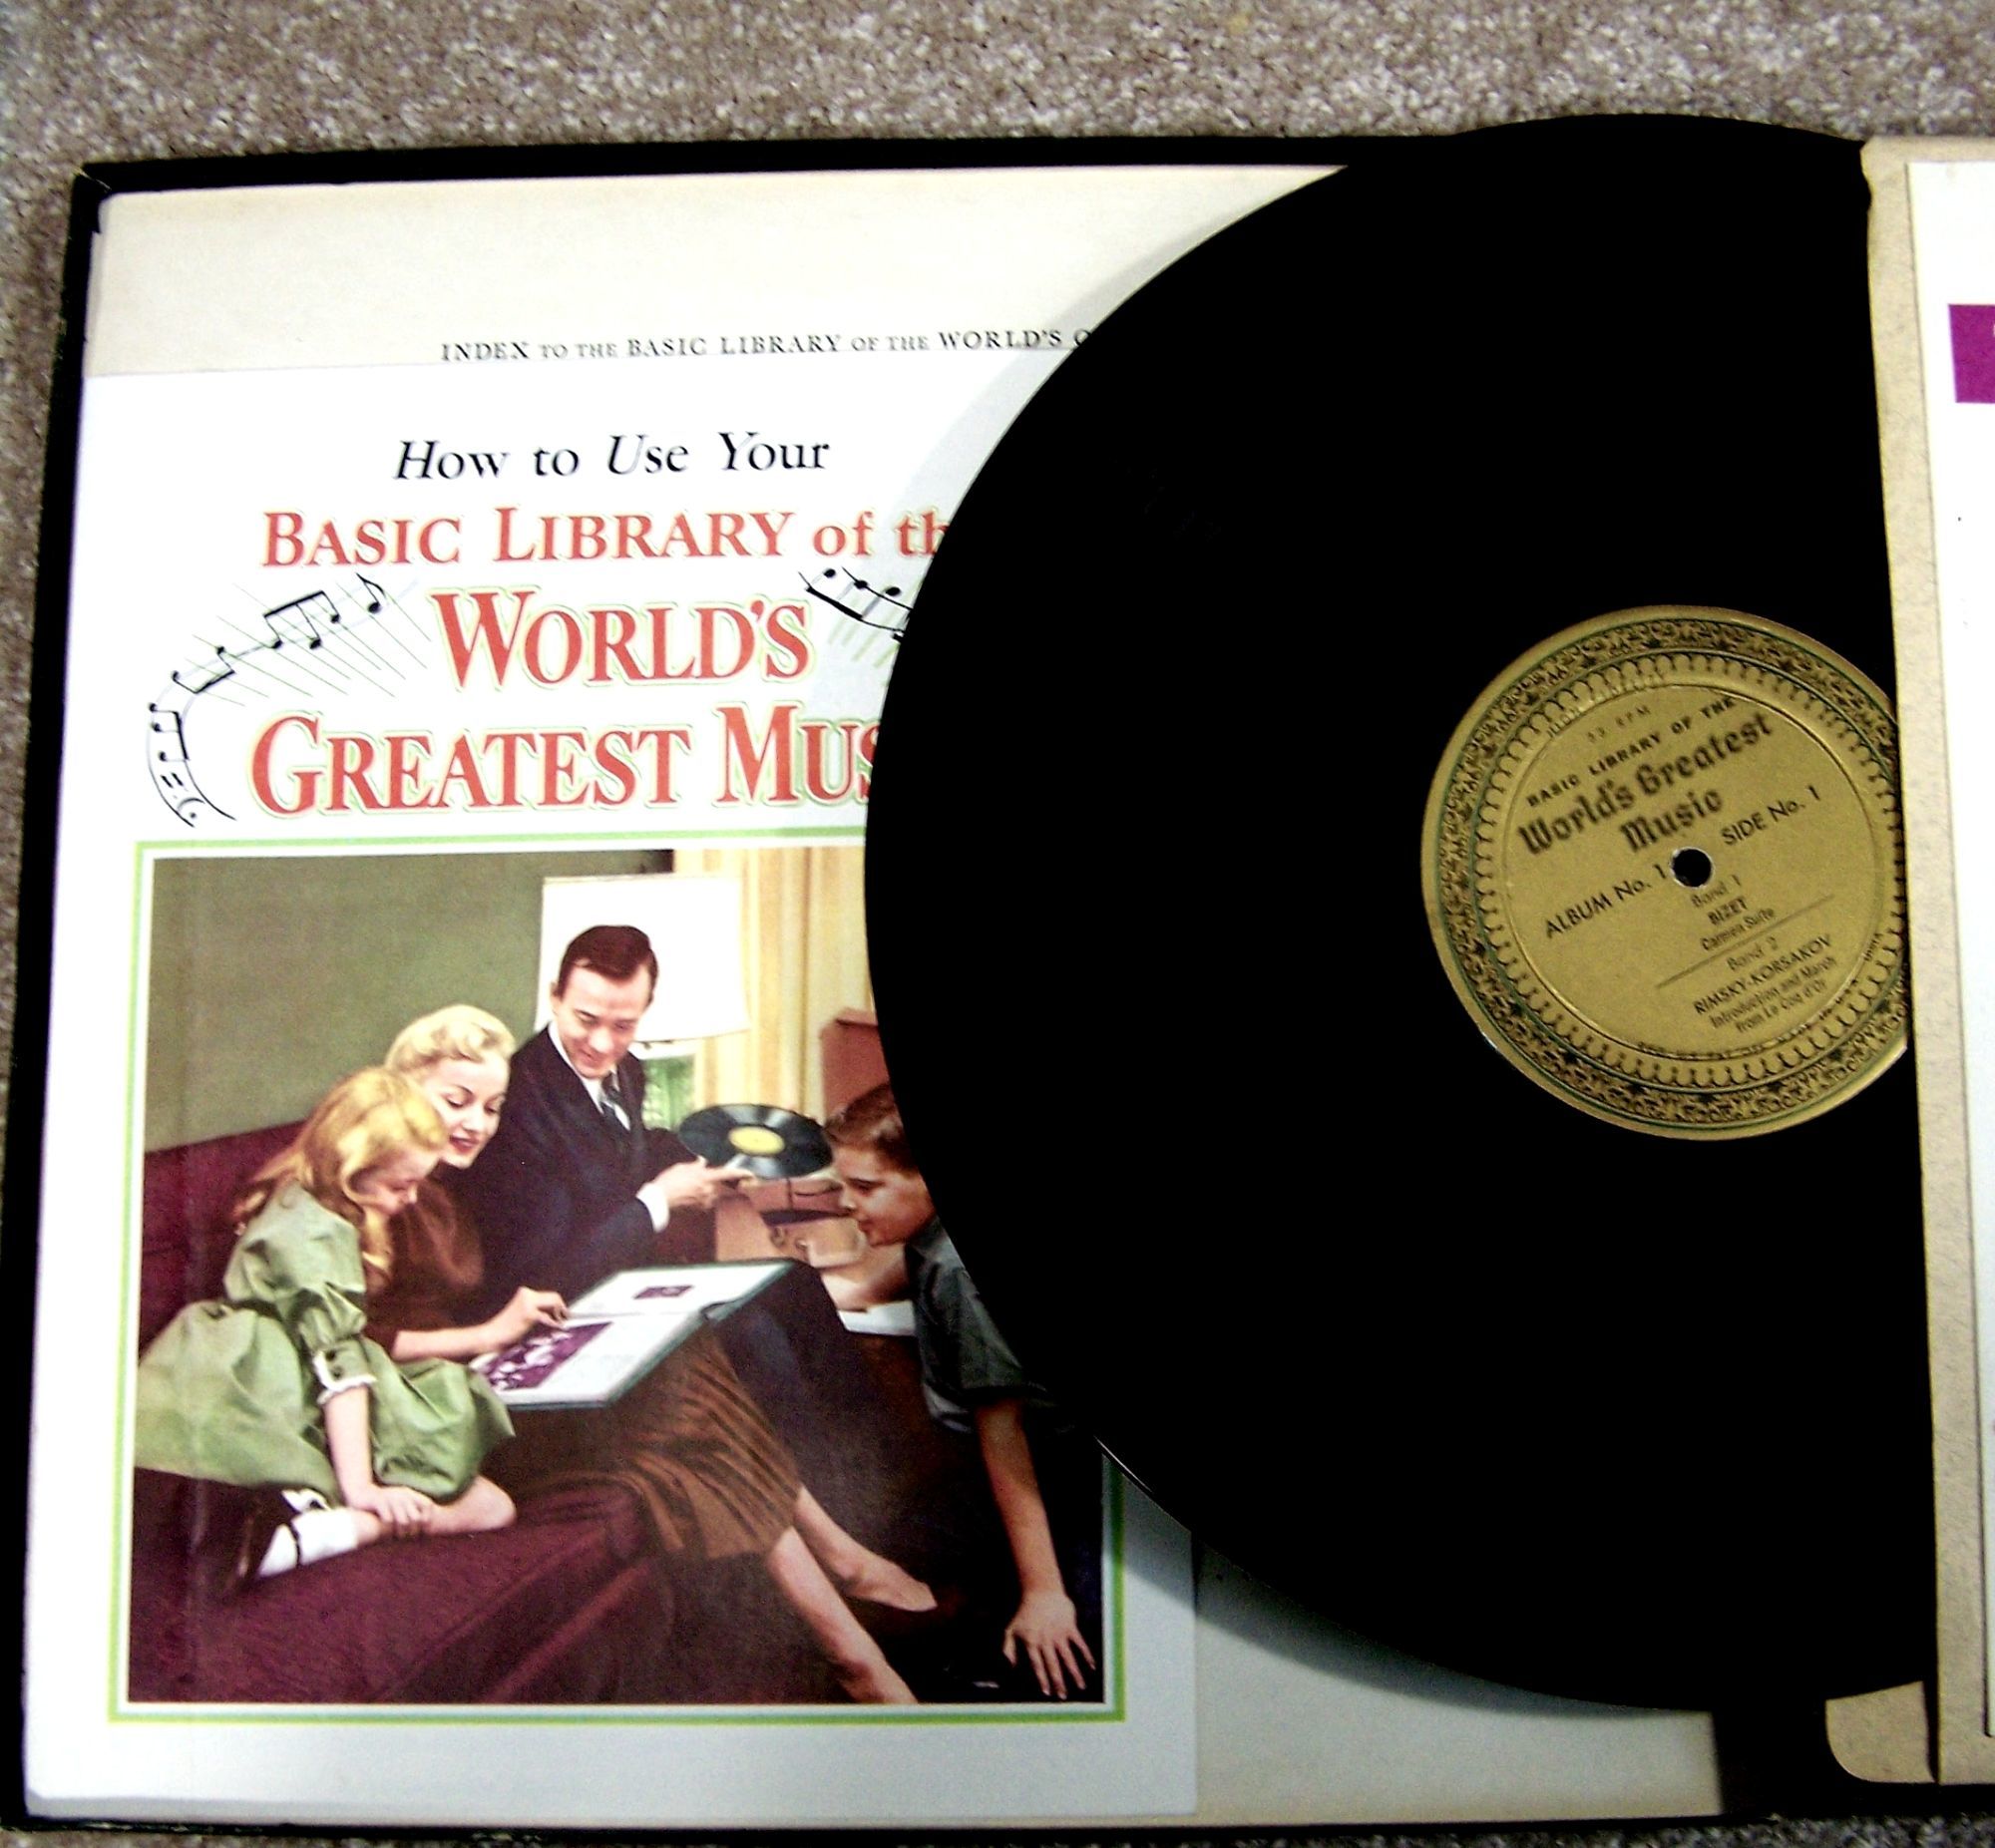 INDEX TO THE BASIC LIBRARY OF THE WORLD'S
How to Use Your
BASIC LIBRARY of th
WORLD'S
GREATEST MUS
33 RPM
BASIC LIBRARY OF THE
World's Greatest
Music
ALBUM No. 1 SIDE No. 1
Band 1
BIZET
Carmen Suite
Band 2
RIMSKY-KORSAKOV
Introduction and March
from Le Coq d'Or